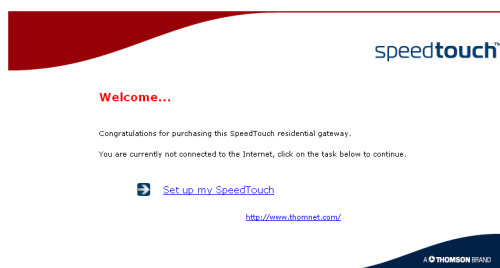 speedtouch™
Welcome...
Congratulations for purchasing this SpeedTouch residential gateway.
You are currently not connected to the Internet, click on the task below to continue.
Set up my SpeedTouch
http://www.thomnet.com/
A THOMSON BRAND